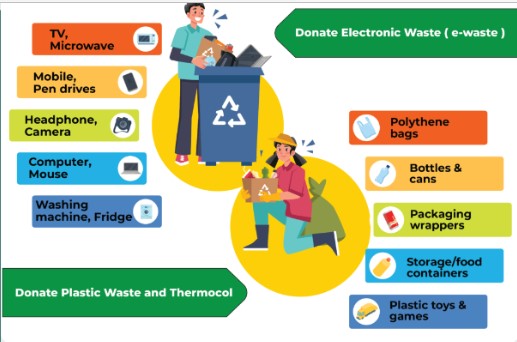 Donate Electronic Waste ( e-waste )
TV,
Microwave
Mobile,
Pen drives
Headphone,
Camera
Computer,
Mouse
Washing
machine, Fridge
Polythene
bags
Bottles &
cans
Packaging
wrappers
Storage/food
containers
Plastic toys &
games
Donate Plastic Waste and Thermocol